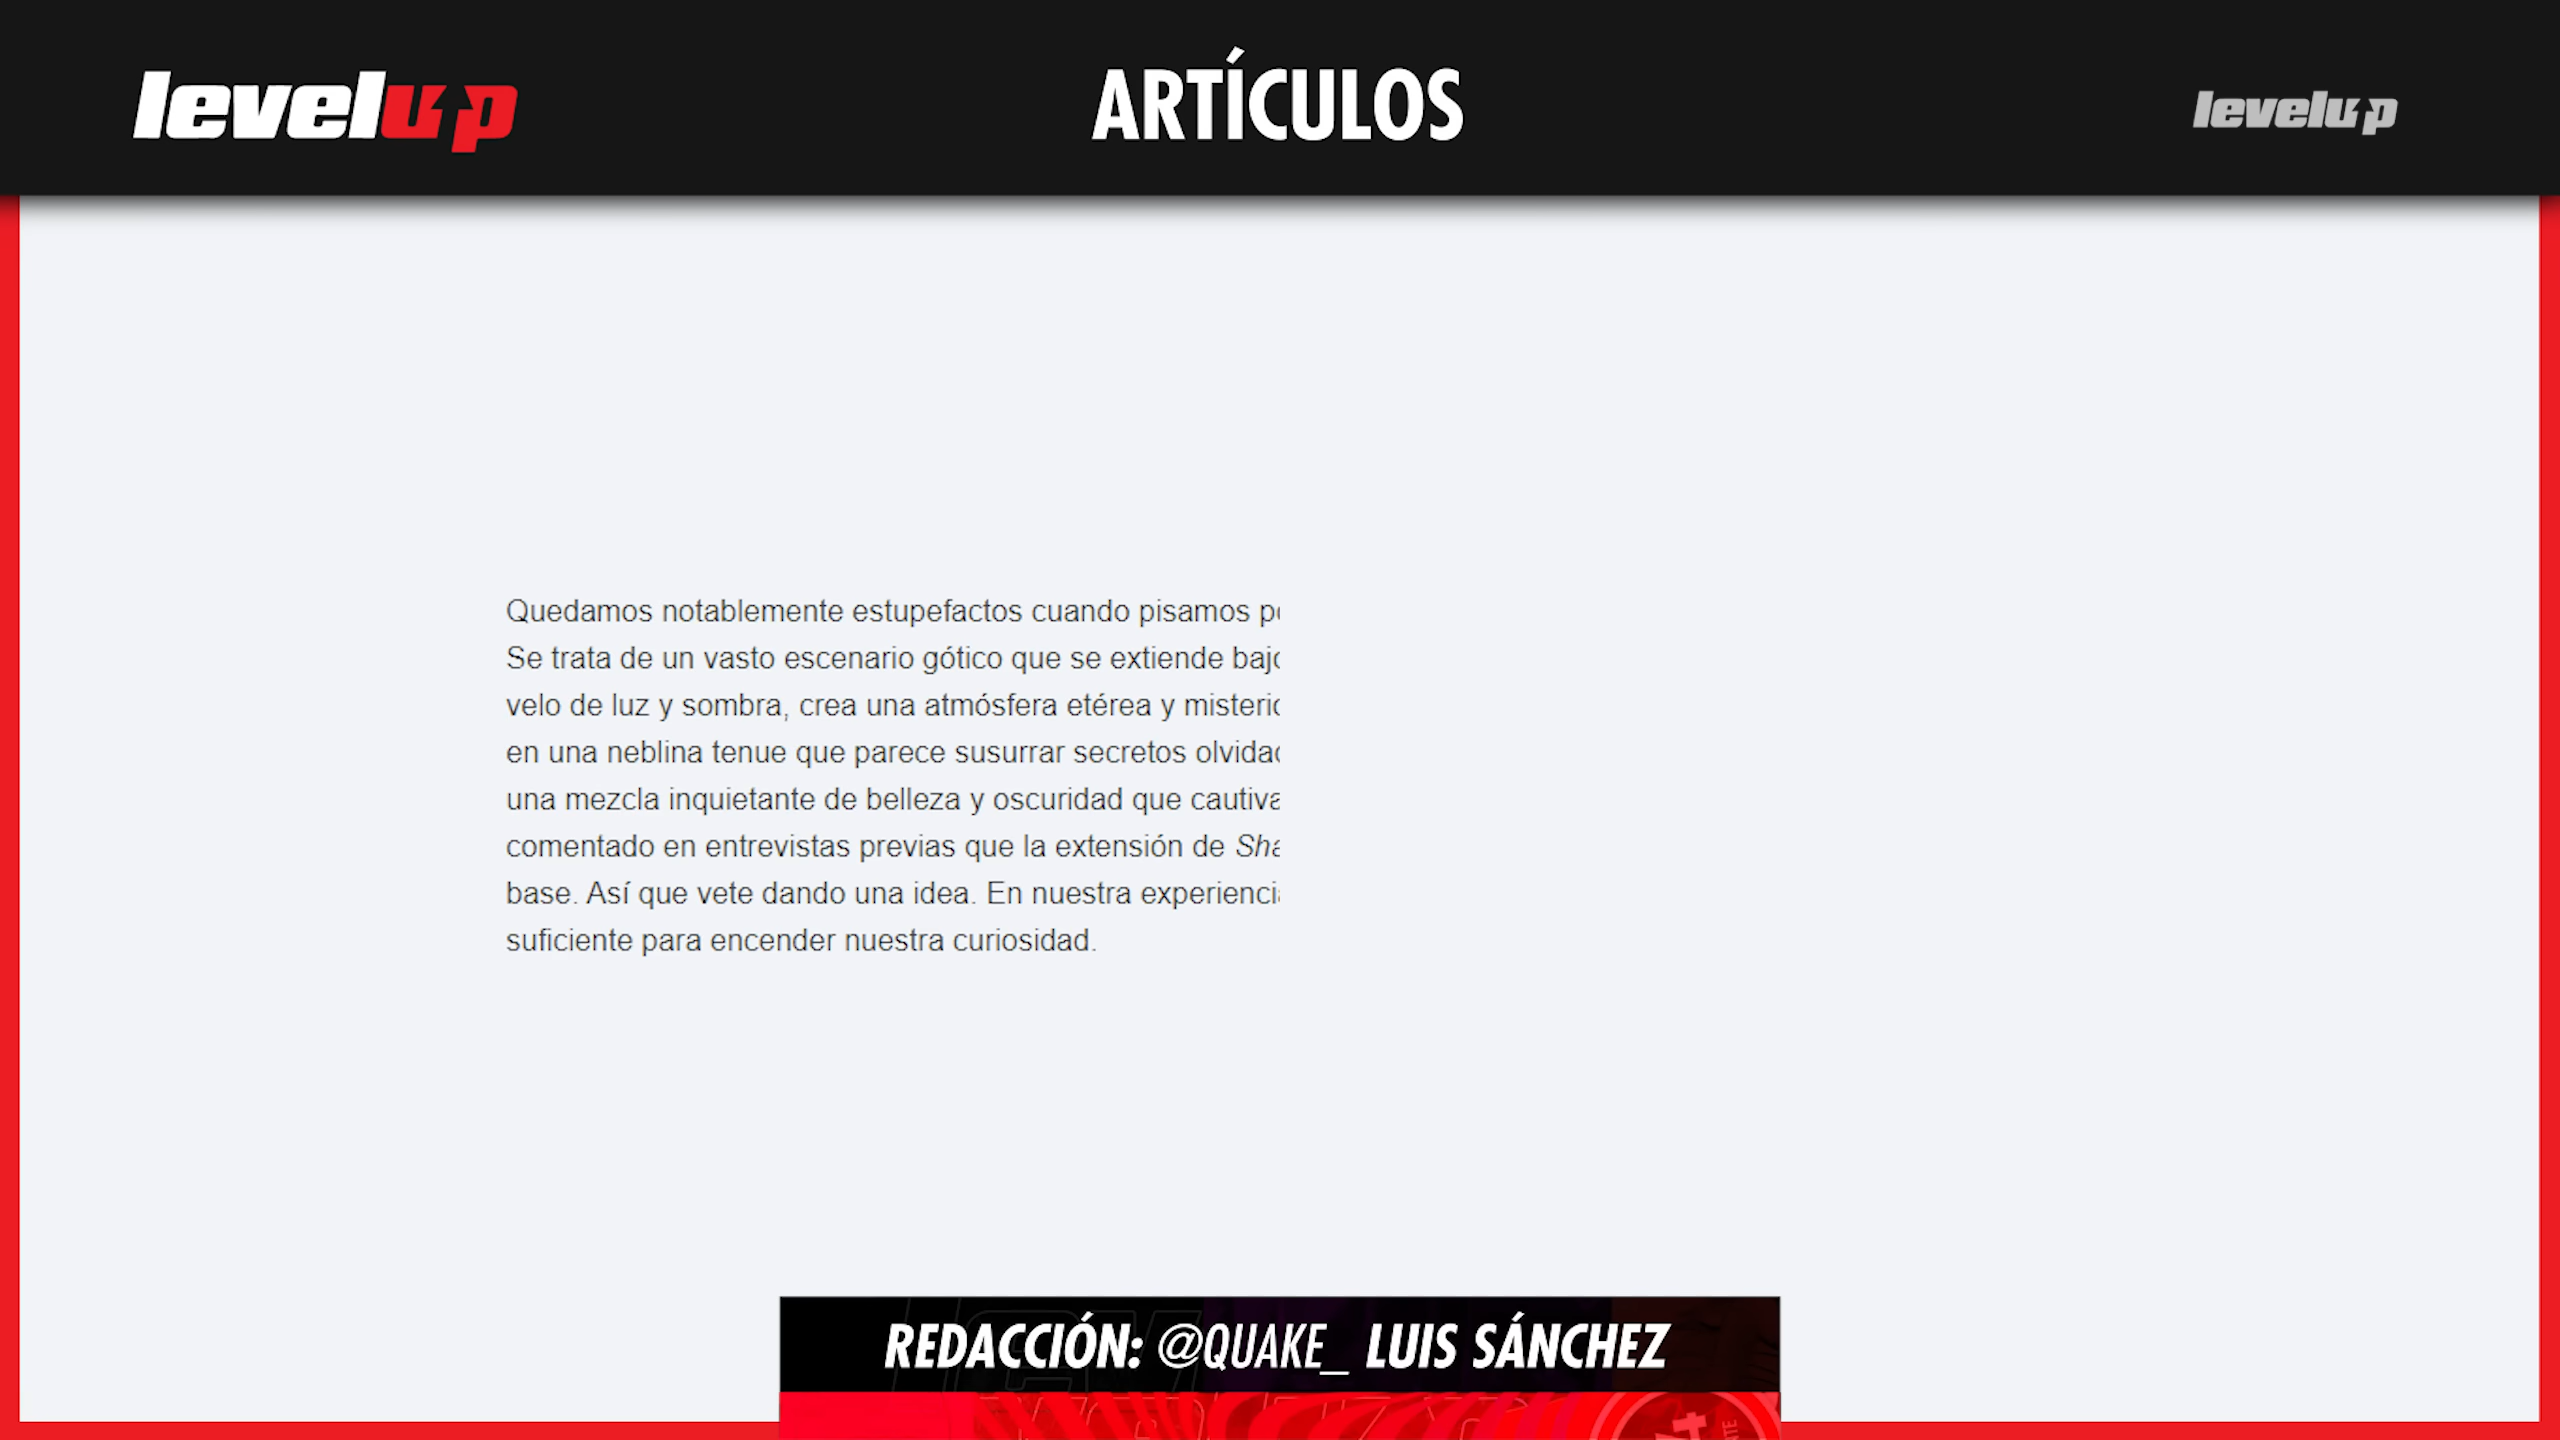 levelup
ARTÍCULOS
levelup
Quedamos notablemente estupefactos cuando pisamos
Se trata de un vasto escenario gótico que se extiende bajo
velo de luz y sombra, crea una atmósfera etérea y
en una neblina tenue que parece susurrar secretos
una mezcla inquietante de belleza y oscuridad que
comentado en entrevistas previas que la extensión de
base. Así que vete dando una idea. En nuestra
suficiente para encender nuestra curiosidad.
REDACCIÓN: @QUAKE_ LUIS SÁNCHEZ